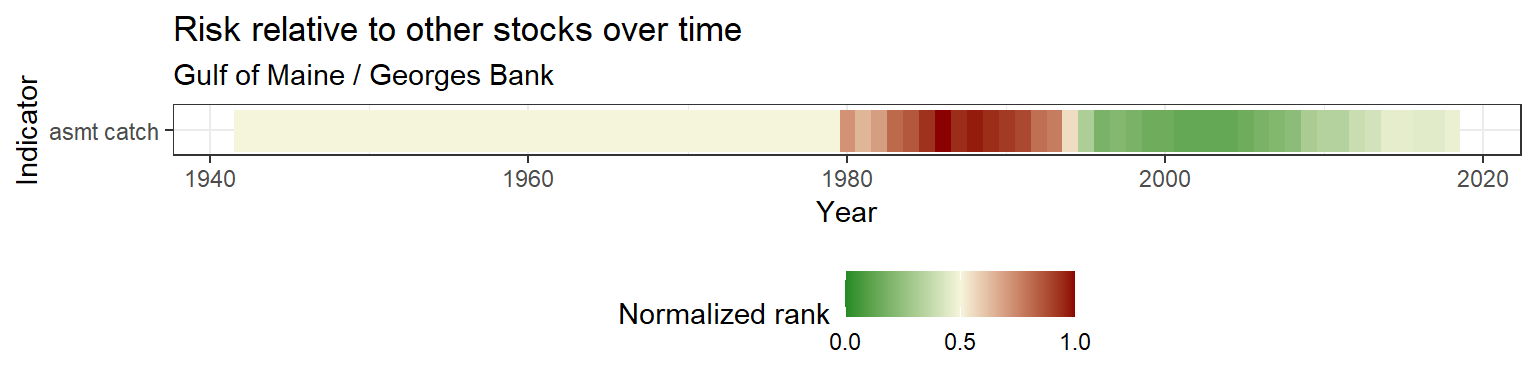 Risk relative to other stocks over time
Gulf of Maine / Georges Bank
Indicator
asmt catch
1940 1960 1980 2000 2020
Year
Normalized rank
0.0 0.5 1.0